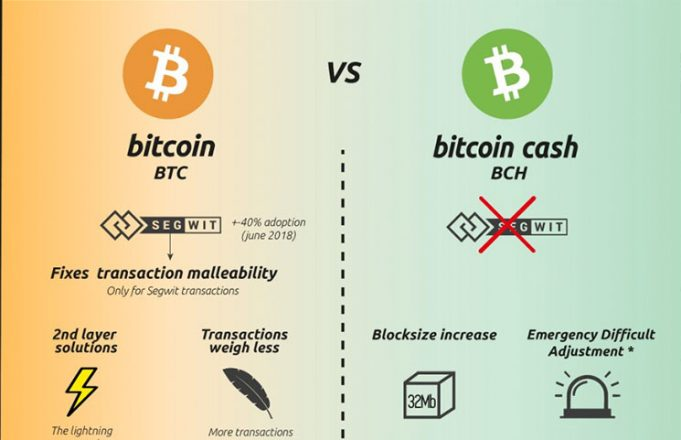 VS
bitcoin
BTC
SEGWIT
+-40% adoption
(june 2018)
Fixes transaction malleability
Only for Segwit transactions
2nd layer
solutions
The lightning
Transactions
weigh less
More transactions
bitcoin cash
BCH
SEGWIT
Blocksize increase
32Mb
Emergency Difficult
Adjustment *